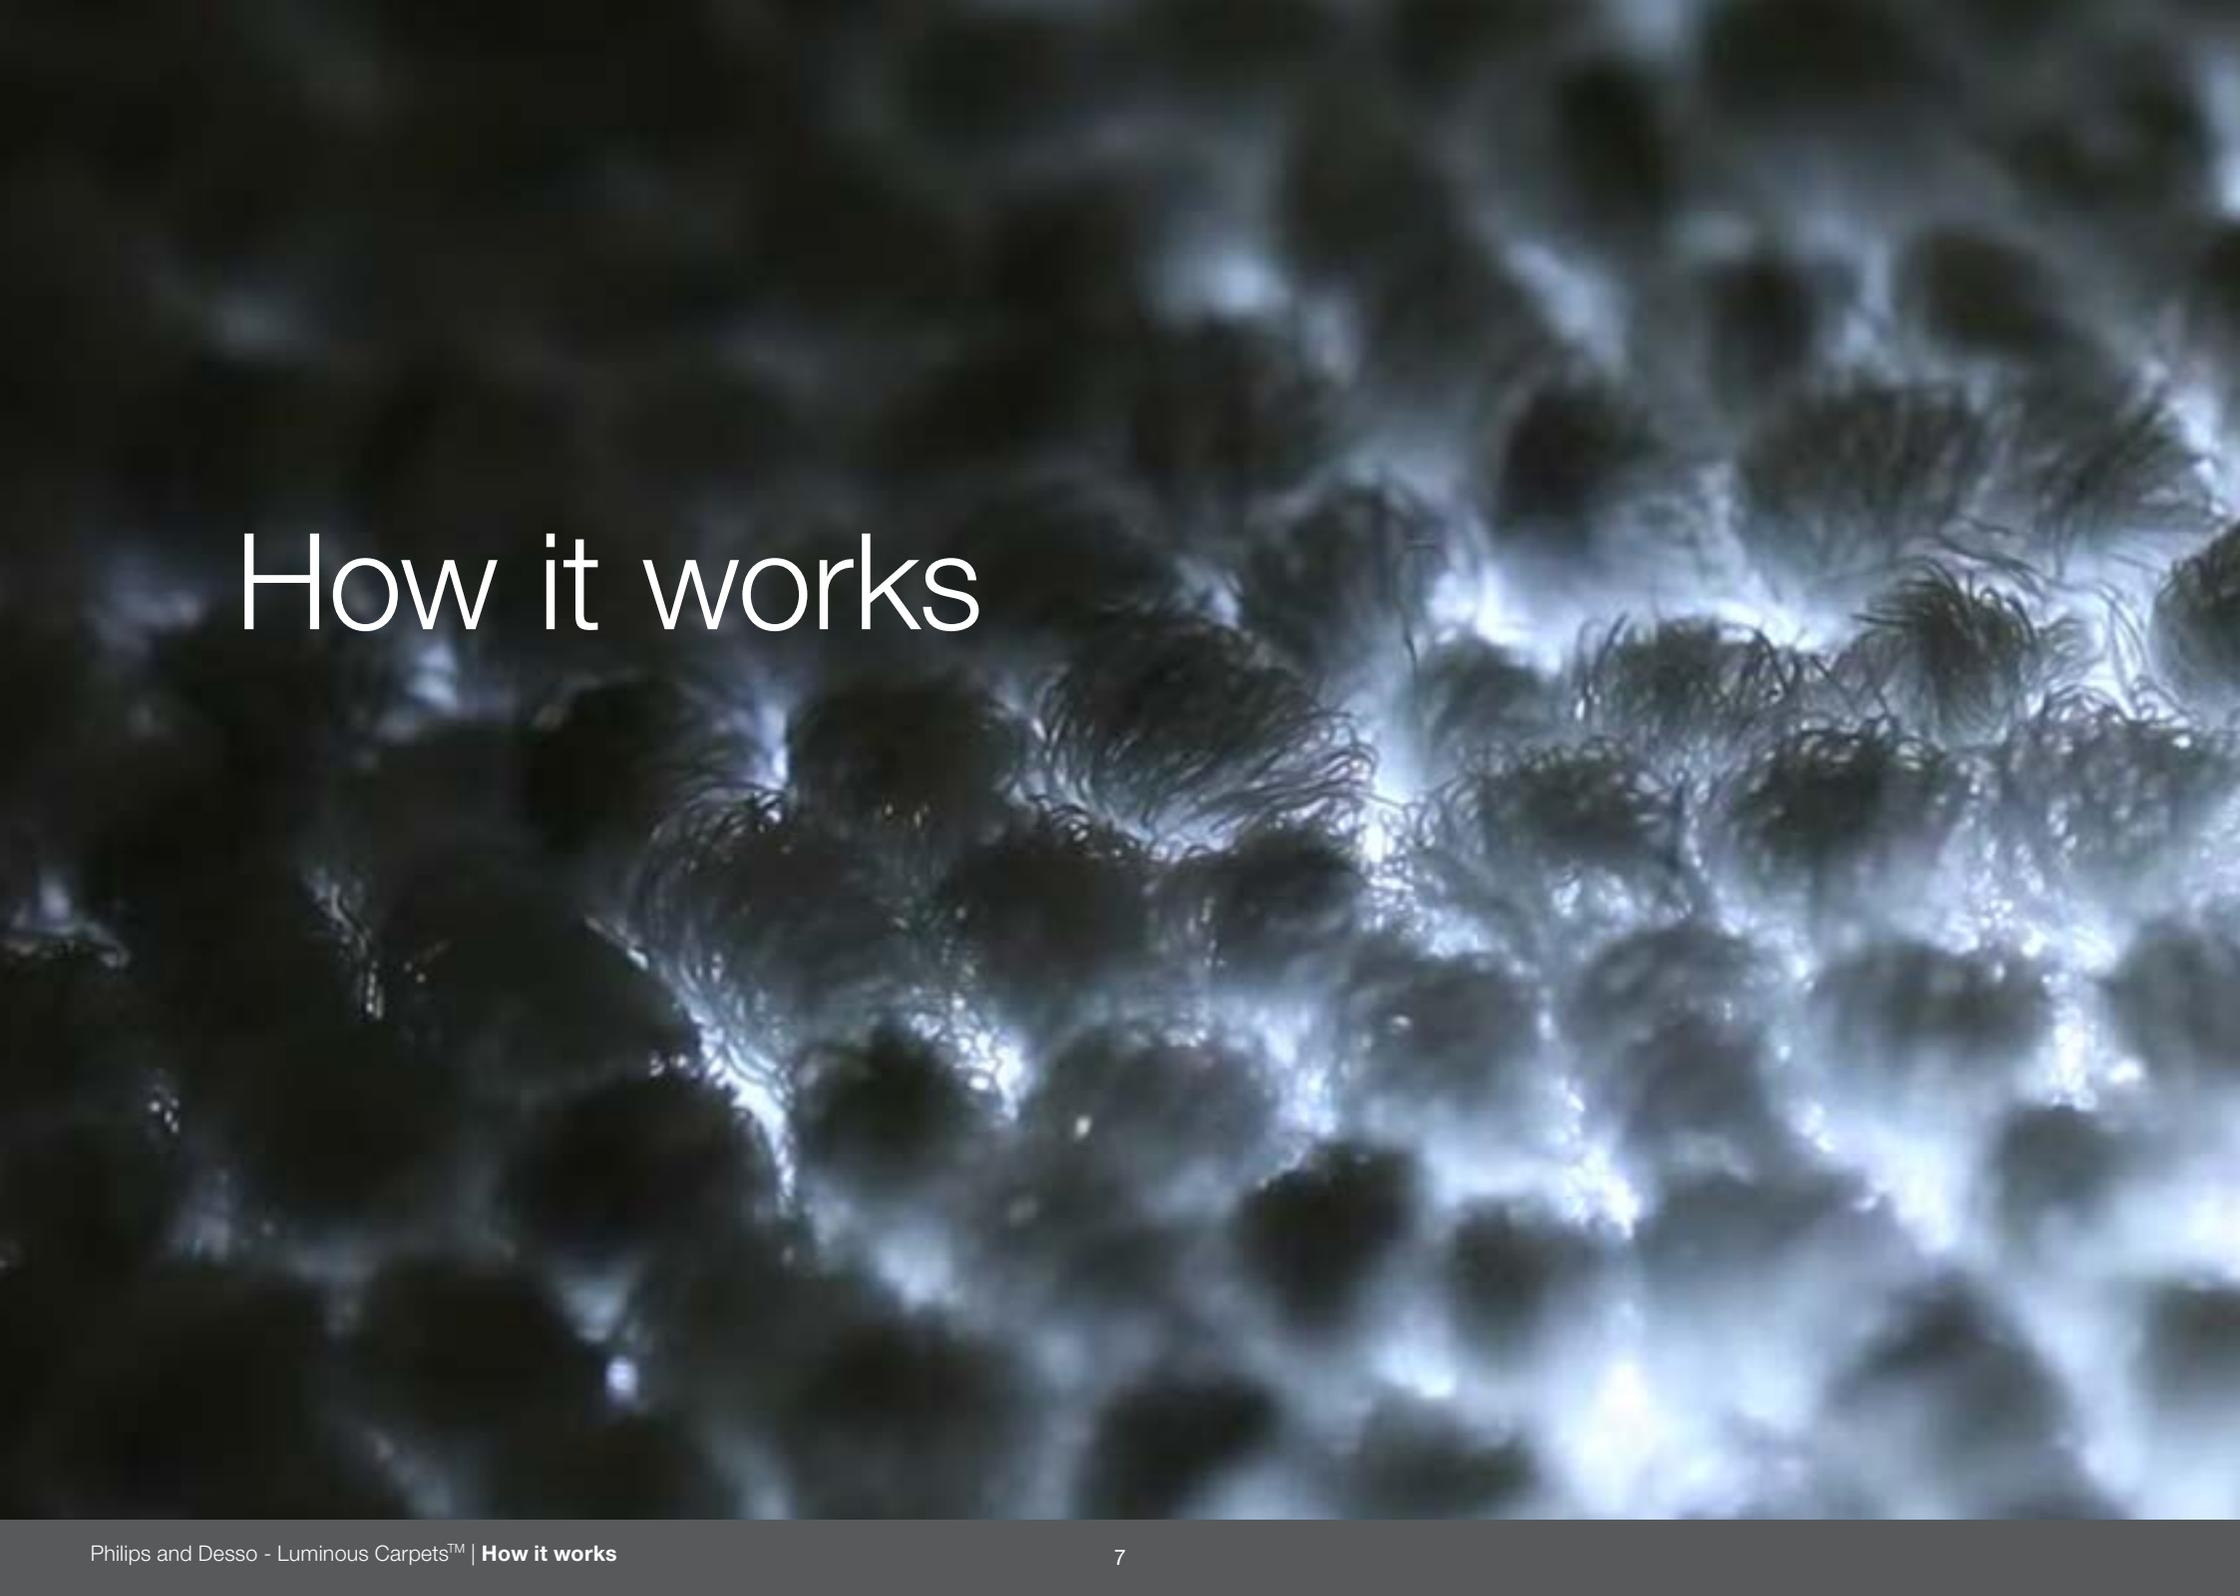 How it works
Philips and Desso - Luminous Carpets™ | How it works
7